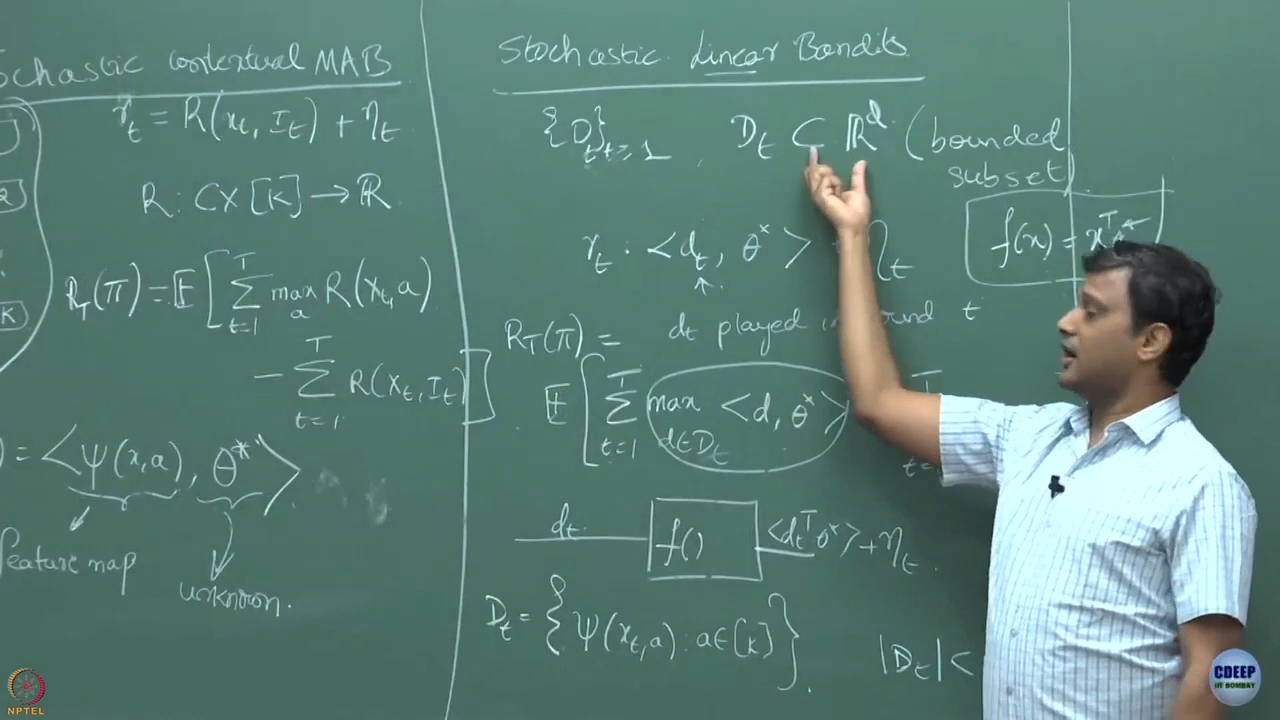 ochastic contextual MAB
r_t = R(x_t, I_t) + η_t
R : C × [K] → ℝ
R_T(π) = 𝔼 [ Σ_{t=1}^{T} max_a R(x_t, a)
− Σ_{t=1}^{T} R(x_t, I_t) ]
) = < ψ(x,a), θ* >
feature map
unknown.
K
Stochastic Linear Bandits
{D_t}_{t≥1} , D_t ⊂ ℝ^d (bounded
subset)
f(x) = x^T
r_t : < d_t, θ* > + η_t
d_t played in round t
R_T(π) =
𝔼 [ Σ_{t=1}^{T} max_{d∈D_t} < d, θ* >
d_t f() <d_t^T θ*> + η_t .
D_t = { ψ(x_t, a) : a ∈ [K] } .
|D_t| <
NPTEL
CDEEP
IIT BOMBAY